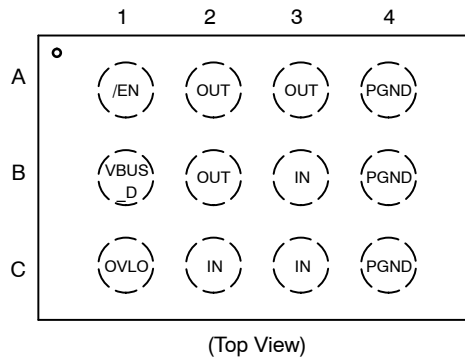 1 2 3 4
A /EN OUT OUT PGND
B VBUS_D OUT IN PGND
C OVLO IN IN PGND
(Top View)